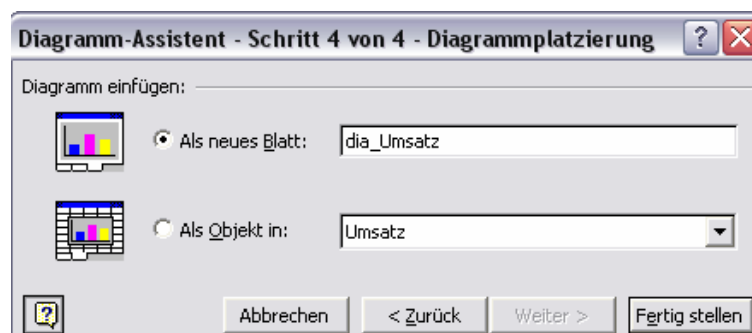 Diagramm-Assistent - Schritt 4 von 4 - Diagrammplatzierung
Diagramm einfügen:
Als neues Blatt: dia_Umsatz
Als Objekt in: Umsatz
Abbrechen < Zurück Weiter > Fertig stellen